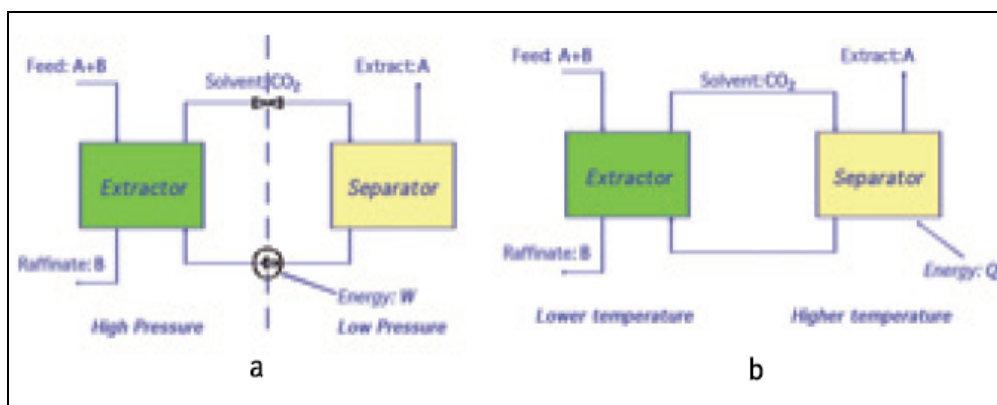 Feed: A+B
Extract:A
Solvent:CO₂
Extractor
Separator
Raffinate: B
Energy: W
High Pressure
Low Pressure
a
Feed: A+B
Extract:A
Solvent:CO₂
Extractor
Separator
Raffinate: B
Energy: Q
Lower temperature
Higher temperature
b